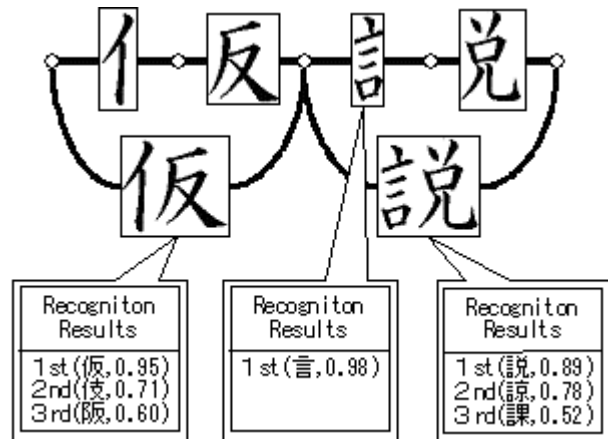 亻 反 言 兑
仮 説
Recogniton
Results
1st(仮,0.95)
2nd(伎,0.71)
3rd(阪,0.60)
Recogniton
Results
1st(言,0.98)
Recogniton
Results
1st(説,0.89)
2nd(諒,0.78)
3rd(課,0.52)